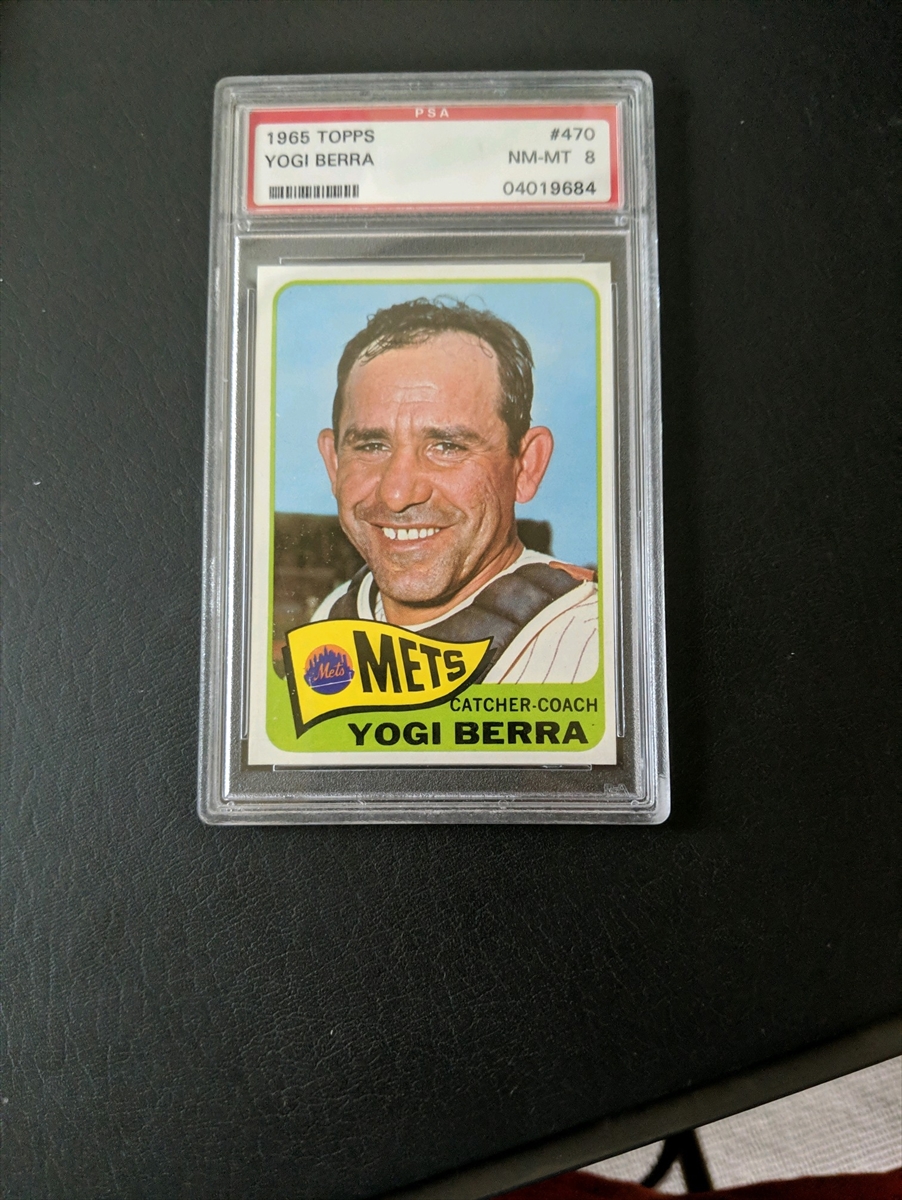 PSA
1965 TOPPS #470
YOGI BERRA NM-MT 8
04019684
Mets
METS
CATCHER-COACH
YOGI BERRA